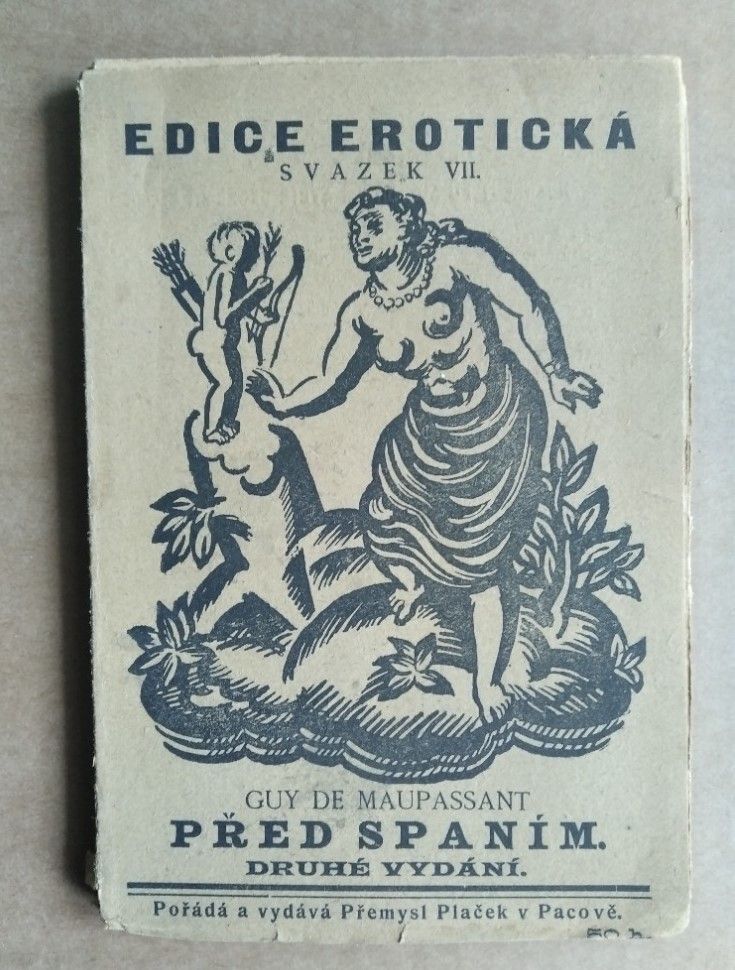 EDICE EROTICKÁ
SVAZEK VII.
GUY DE MAUPASSANT
PŘED SPANÍM.
DRUHÉ VYDÁNÍ.
Pořádá a vydává Přemysl Plaček v Pacově.